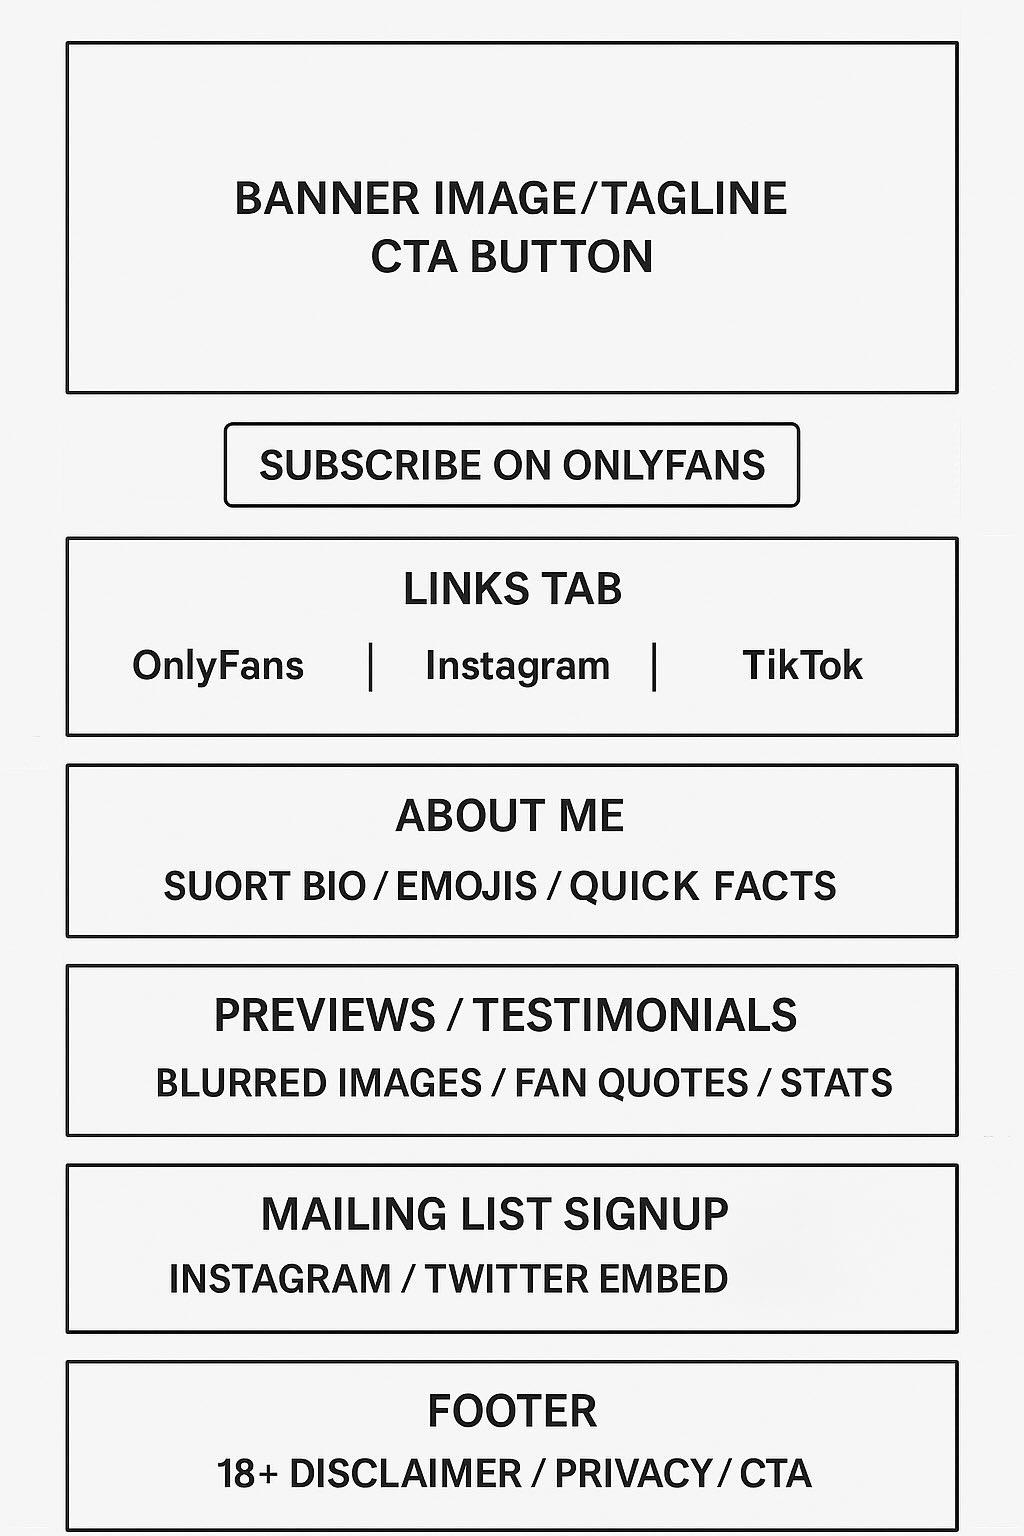 BANNER IMAGE/TAGLINE
CTA BUTTON
SUBSCRIBE ON ONLYFANS
LINKS TAB
OnlyFans | Instagram | TikTok
ABOUT ME
SUORT BIO / EMOJIS / QUICK FACTS
PREVIEWS / TESTIMONIALS
BLURRED IMAGES / FAN QUOTES / STATS
MAILING LIST SIGNUP
INSTAGRAM / TWITTER EMBED
FOOTER
18+ DISCLAIMER / PRIVACY / CTA